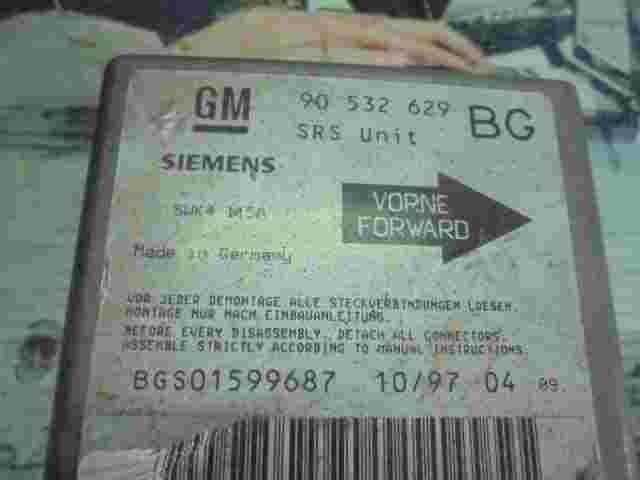 GM 90 532 629 BG
SRS Unit
SIEMENS
5WK4
VORNE
FORWARD
Made in Germany
VOR JEDER DEMONTAGE ALLE STECKVERBINDUNGEN LOESEN.
MONTAGE NUR NACH EINBAUANLEITUNG.
BEFORE EVERY DISASSEMBLY, DETACH ALL CONNECTORS.
ASSEMBLE STRICTLY ACCORDING TO MANUAL INSTRUCTIONS.
BGS01599687 10/97 04 09